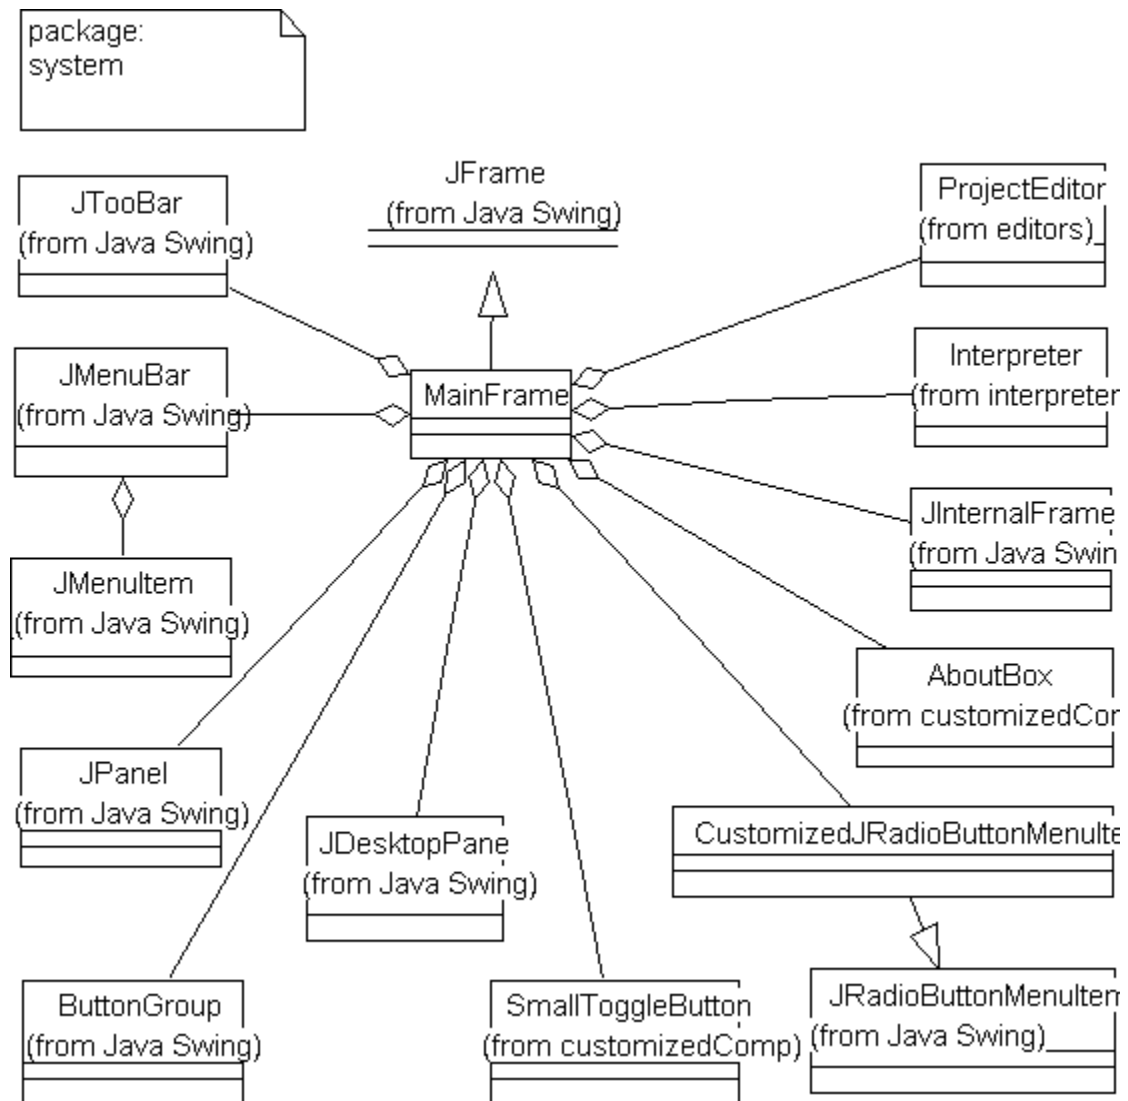 package:
system
JFrame
(from Java Swing)
JTooBar
(from Java Swing)
ProjectEditor
(from editors)
JMenuBar
(from Java Swing)
MainFrame
Interpreter
(from interpreter
JInternalFrame
(from Java Swin
JMenuItem
(from Java Swing)
AboutBox
(from customizedCor
JPanel
(from Java Swing)
JDesktopPane
(from Java Swing)
CustomizedJRadioButtonMenuIte
ButtonGroup
(from Java Swing)
SmallToggleButton
(from customizedComp)
JRadioButtonMenuItem
(from Java Swing)